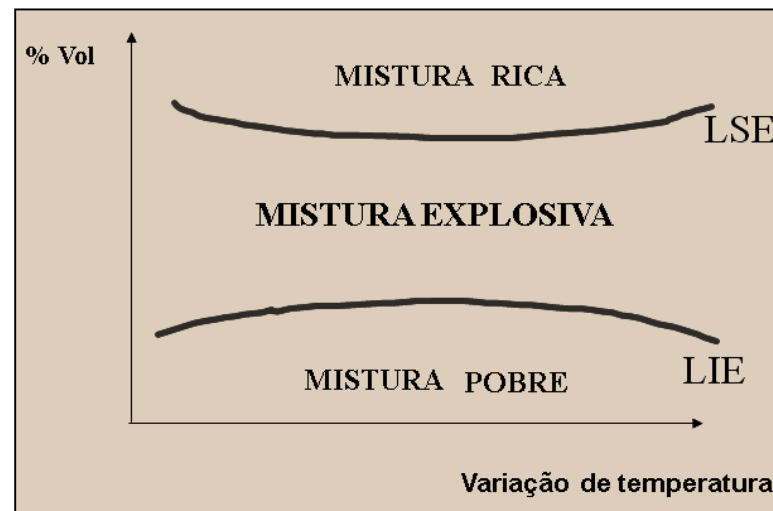 % Vol
MISTURA RICA
LSE
MISTURA EXPLOSIVA
MISTURA POBRE
LIE
Variação de temperatura